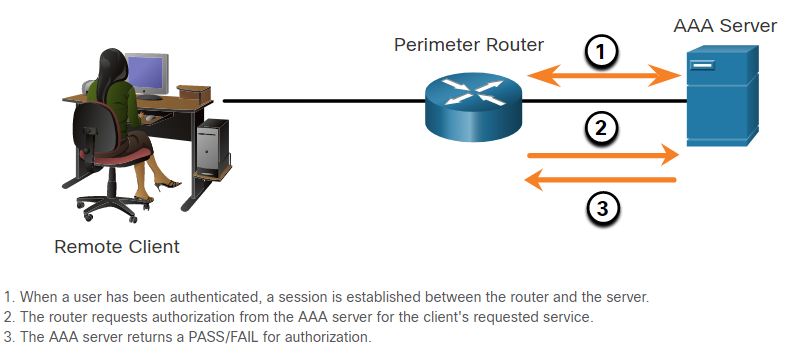 AAA Server
Perimeter Router
1
2
3
Remote Client
1. When a user has been authenticated, a session is established between the router and the server.
2. The router requests authorization from the AAA server for the client's requested service.
3. The AAA server returns a PASS/FAIL for authorization.